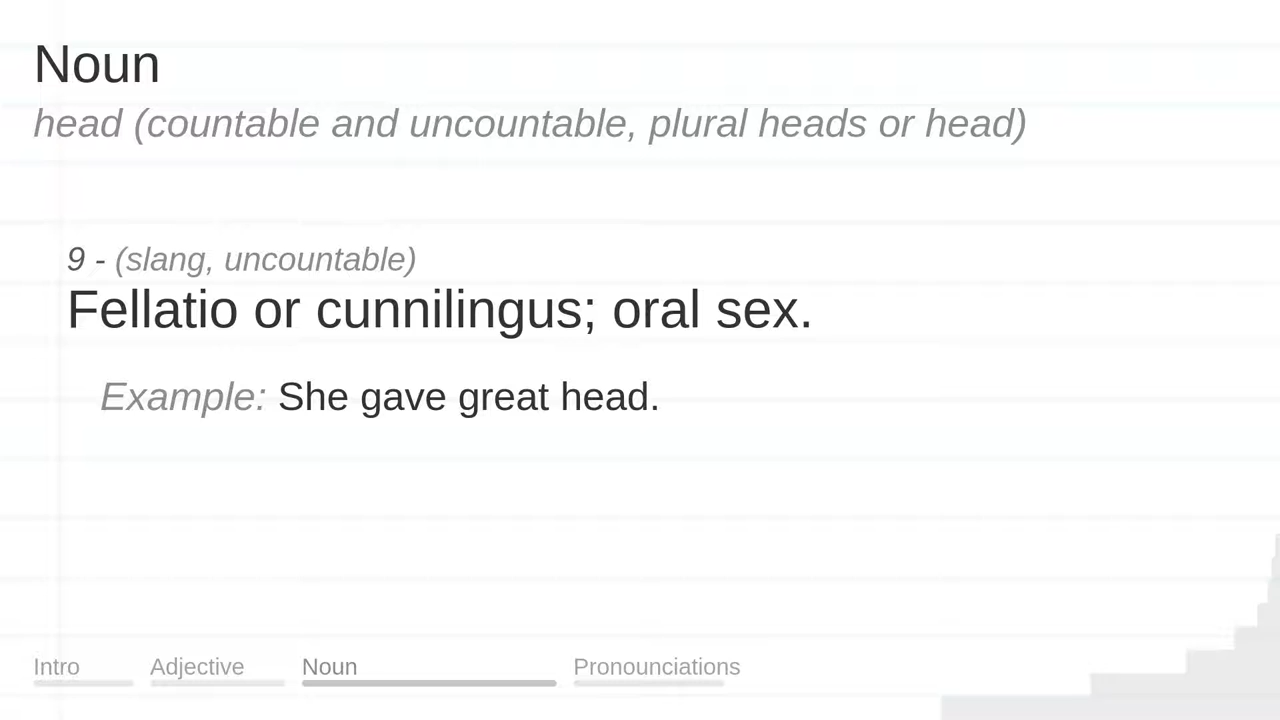 Noun
head (countable and uncountable, plural heads or head)
9 - (slang, uncountable)
Fellatio or cunnilingus; oral sex.
Example: She gave great head.
Intro Adjective Noun Pronounciations